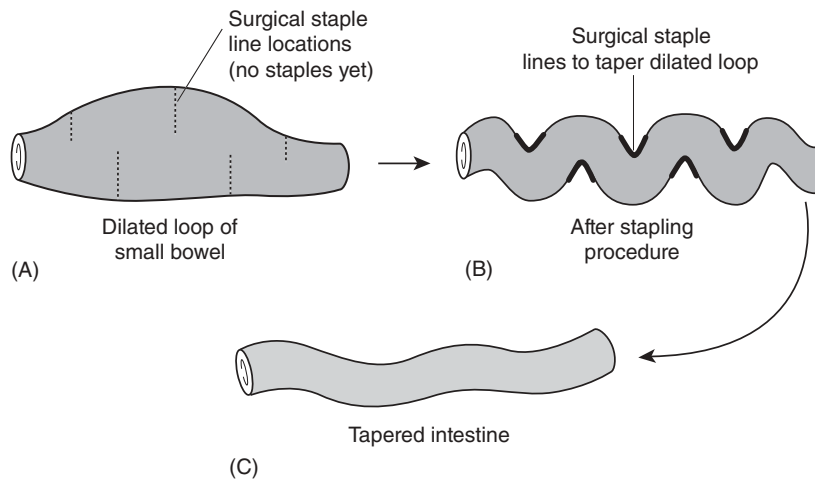 Surgical staple
line locations
(no staples yet)
Dilated loop of
small bowel
(A)
Surgical staple
lines to taper dilated loop
After stapling
procedure
(B)
Tapered intestine
(C)